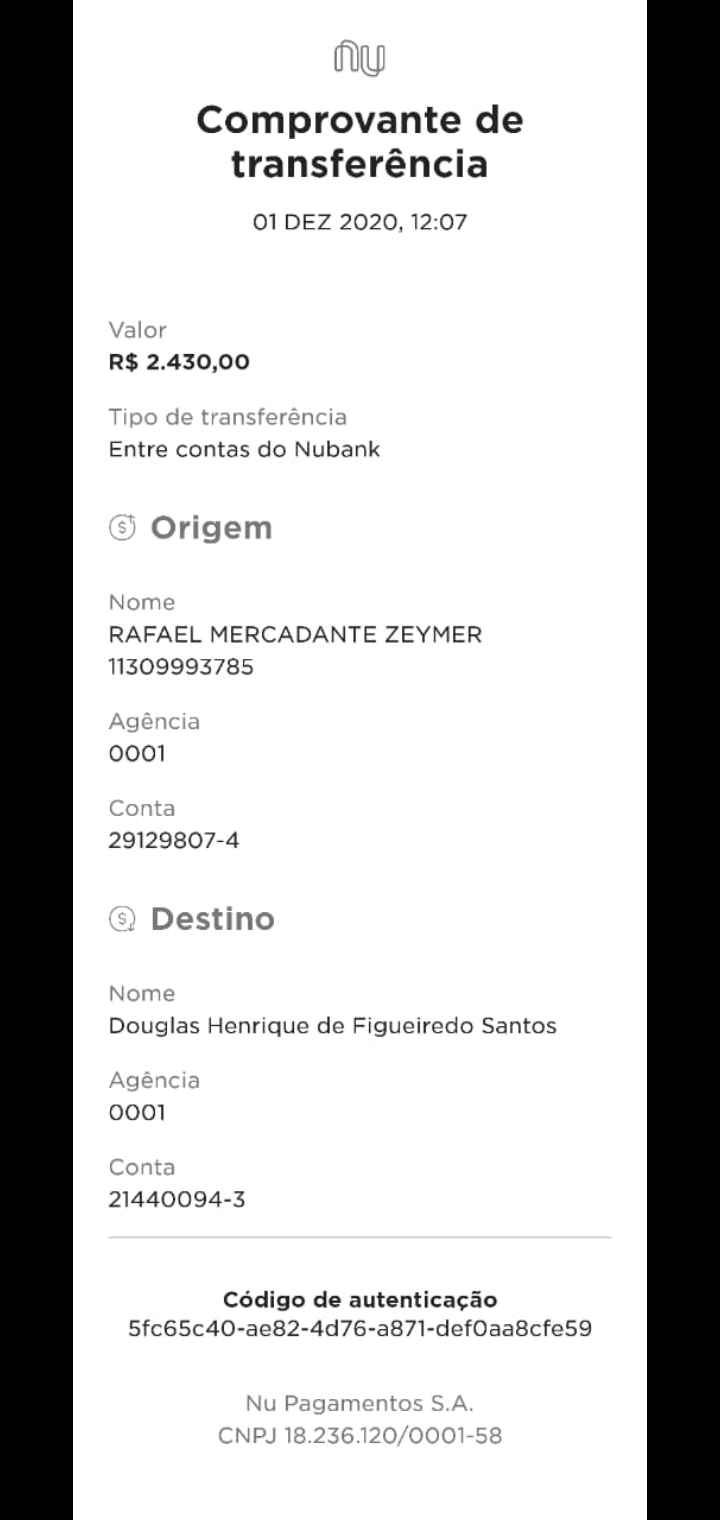 nu
Comprovante de
transferência
01 DEZ 2020, 12:07
Valor
R$ 2.430,00
Tipo de transferência
Entre contas do Nubank
Origem
Nome
RAFAEL MERCADANTE ZEYMER
11309993785
Agência
0001
Conta
29129807-4
Destino
Nome
Douglas Henrique de Figueiredo Santos
Agência
0001
Conta
21440094-3
Código de autenticação
5fc65c40-ae82-4d76-a871-def0aa8cfe59
Nu Pagamentos S.A.
CNPJ 18.236.120/0001-58